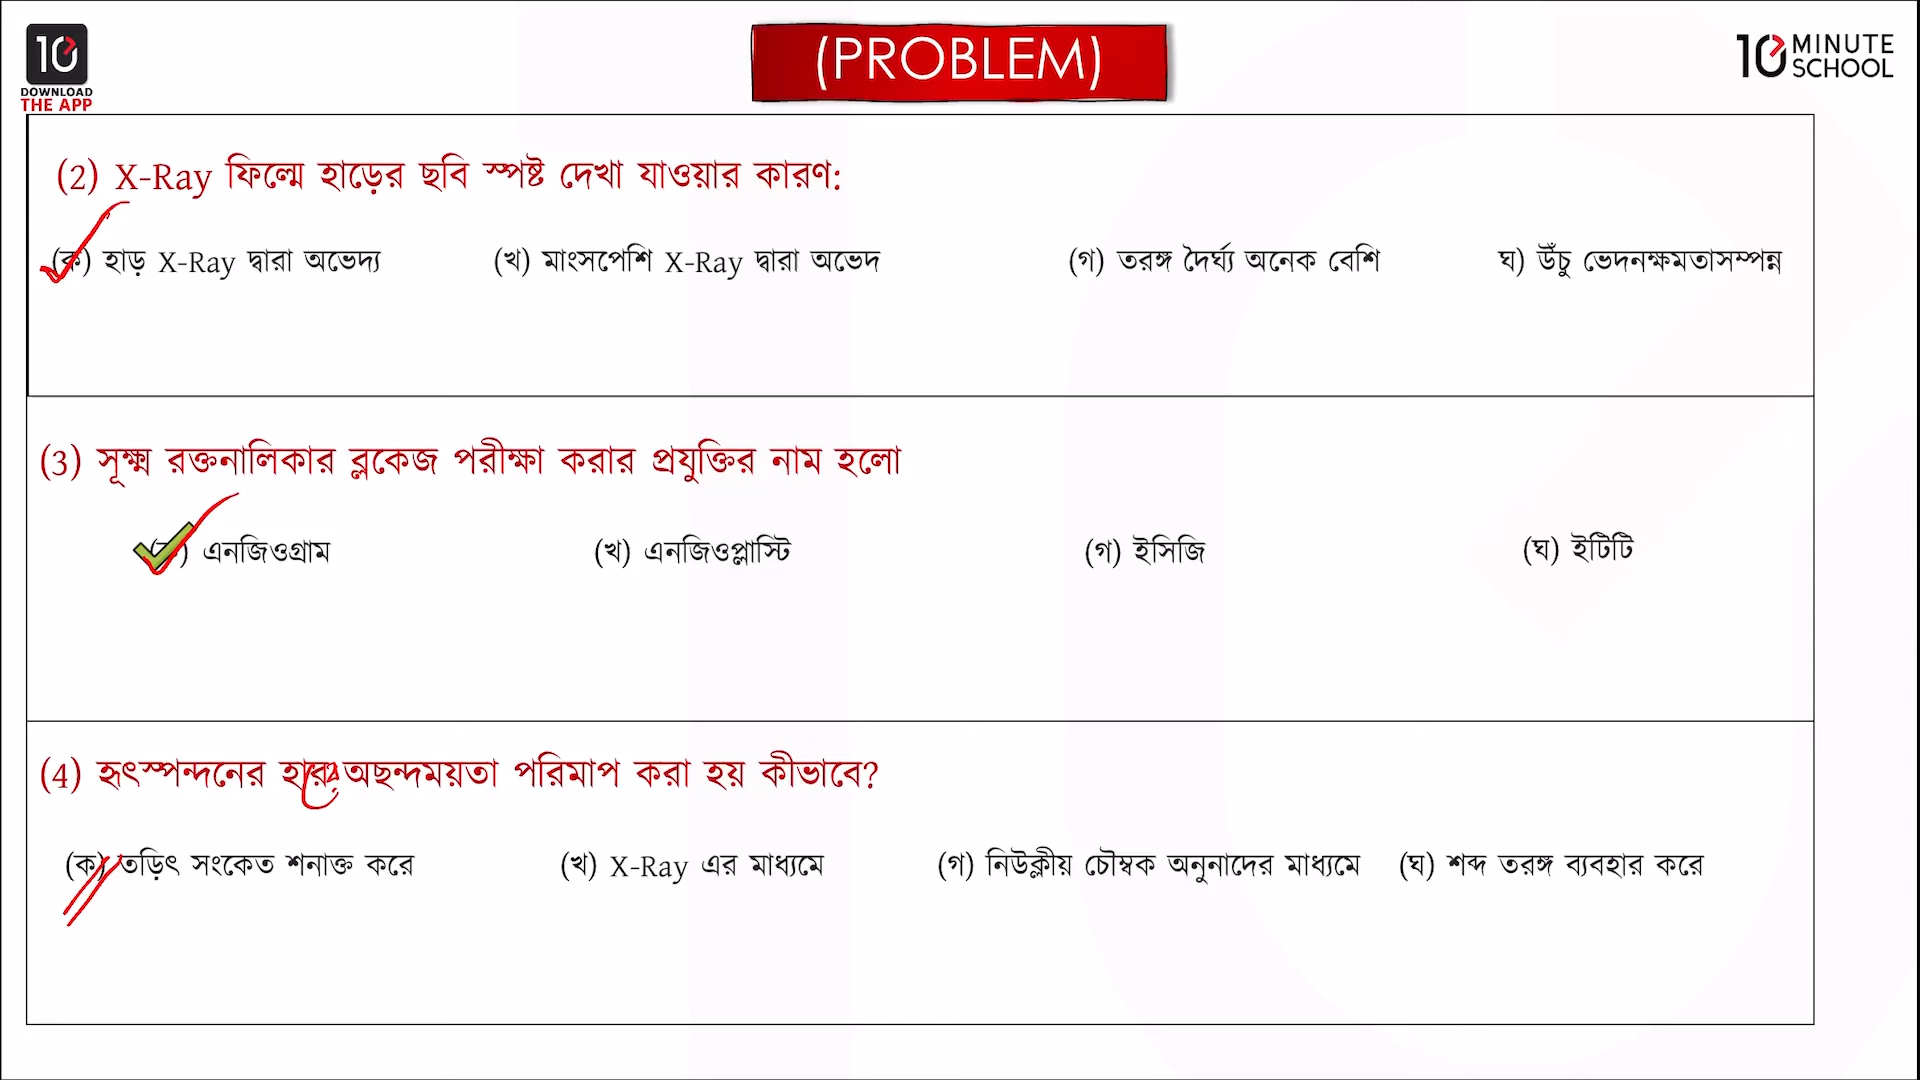 10
DOWNLOAD
THE APP
(PROBLEM)
10 MINUTE
SCHOOL
(2) X-Ray ফিল্মে হাড়ের ছবি স্পষ্ট দেখা যাওয়ার কারণ:
(ক) হাড় X-Ray দ্বারা অভেদ্য (খ) মাংসপেশি X-Ray দ্বারা অভেদ (গ) তরঙ্গ দৈর্ঘ্য অনেক বেশি ঘ) উঁচু ভেদনক্ষমতাসম্পন্ন
(3) সূক্ষ্ম রক্তনালিকার ব্লকেজ পরীক্ষা করার প্রযুক্তির নাম হলো
(ক) এনজিওগ্রাম (খ) এনজিওপ্লাস্টি (গ) ইসিজি (ঘ) ইটিটি
(4) হৃৎস্পন্দনের হার অছন্দময়তা পরিমাপ করা হয় কীভাবে?
(ক) তড়িৎ সংকেত শনাক্ত করে (খ) X-Ray এর মাধ্যমে (গ) নিউক্লীয় চৌম্বক অনুনাদের মাধ্যমে (ঘ) শব্দ তরঙ্গ ব্যবহার করে